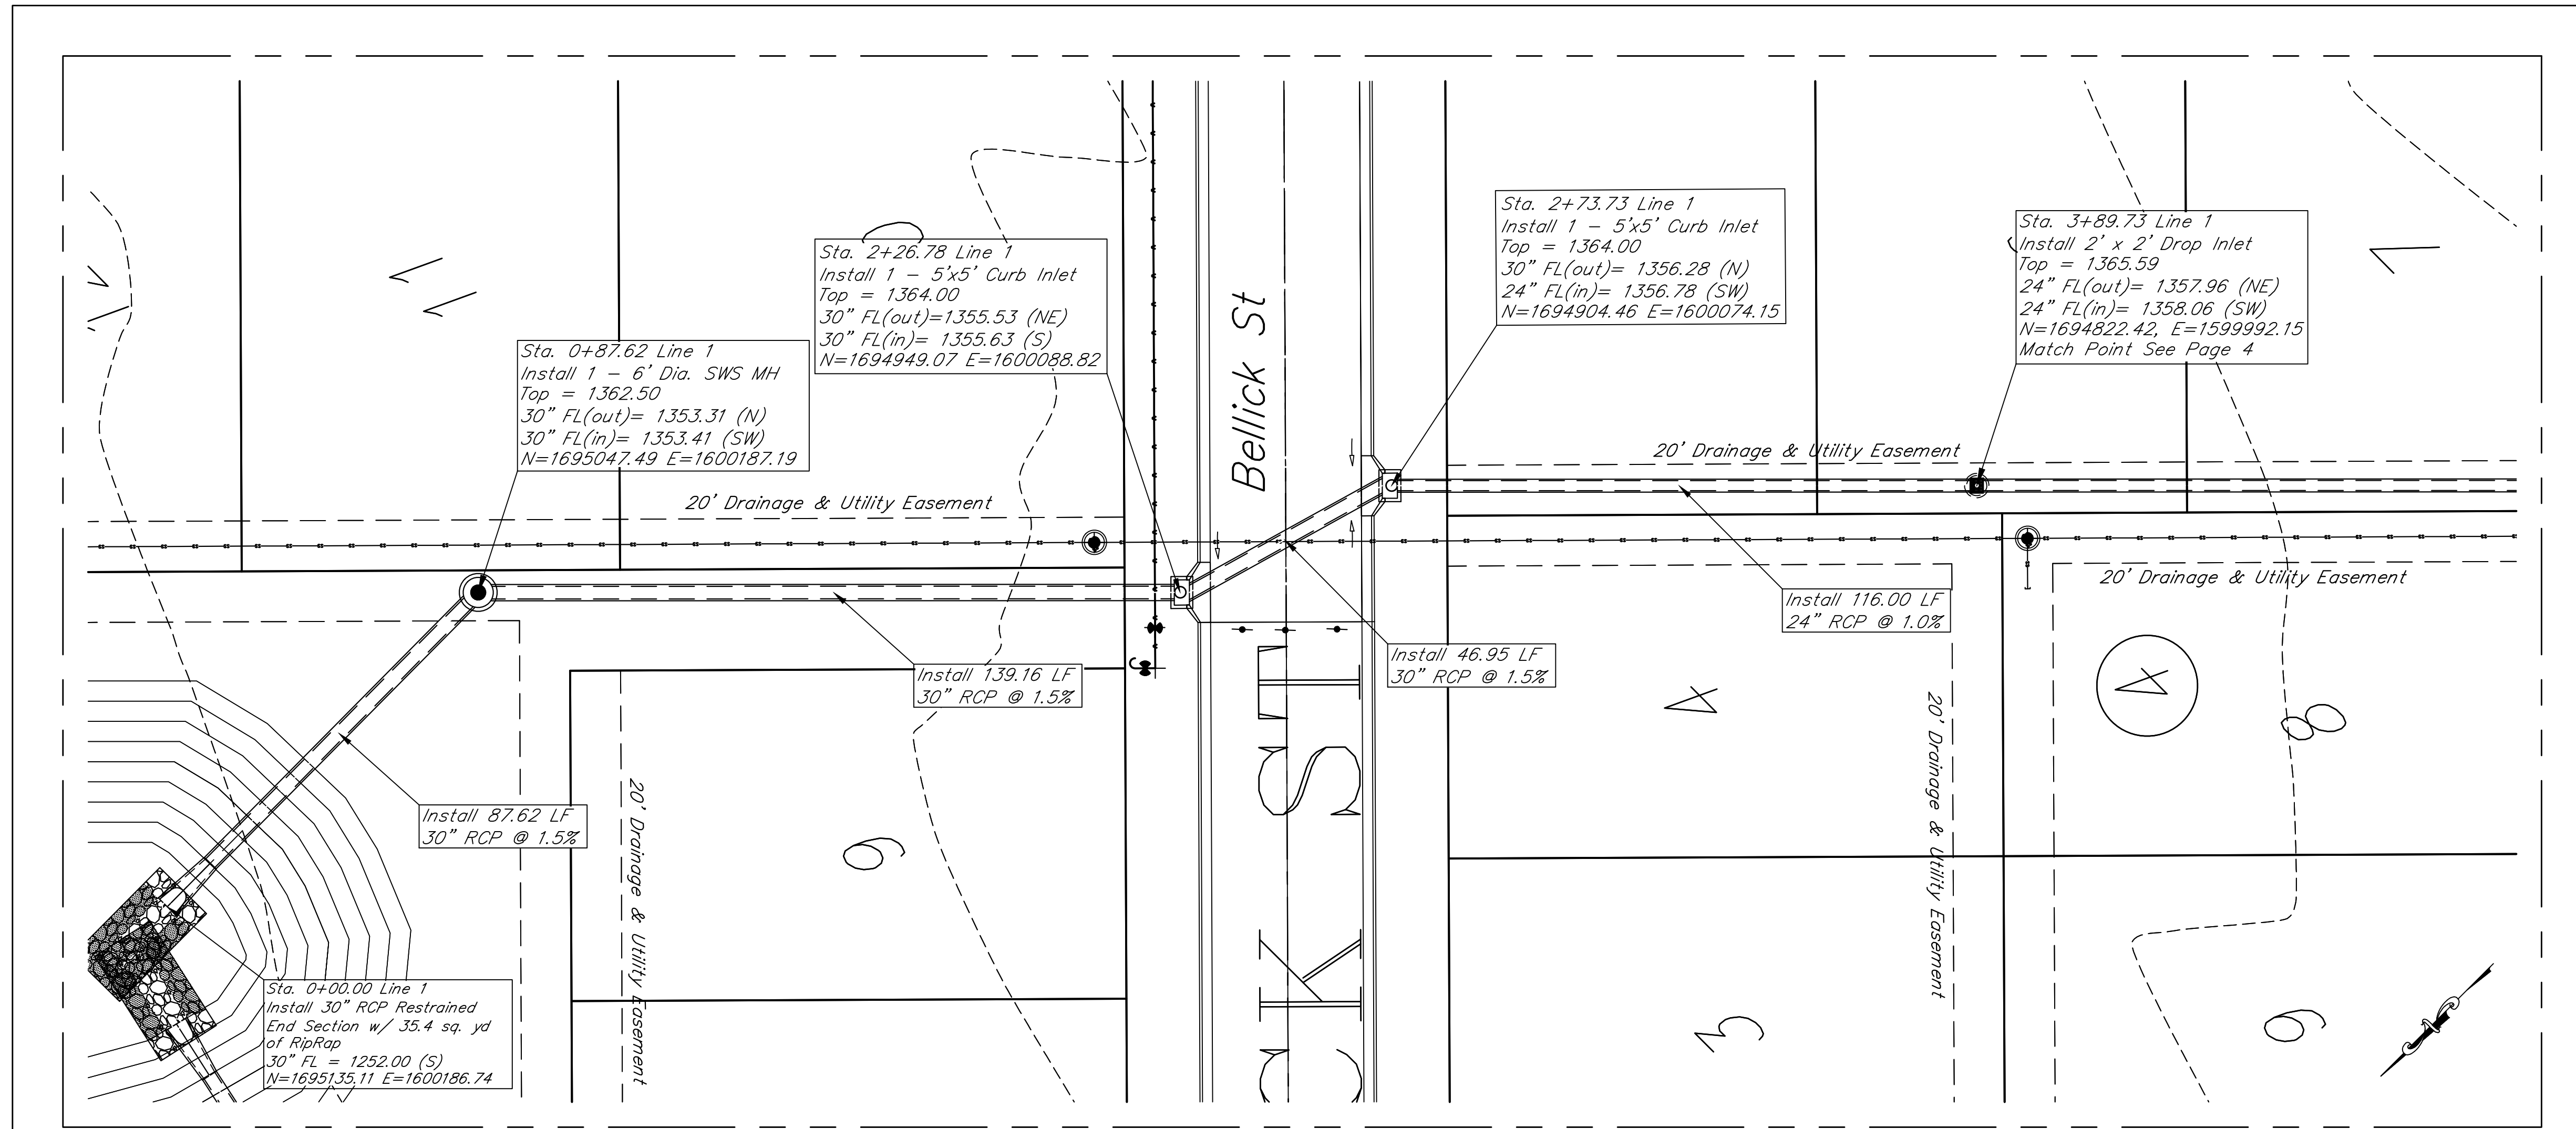 Sta. 2+73.73 Line 1
Install 1 - 5'x5' Curb Inlet
Top = 1364.00
30" FL(out)= 1356.28 (N)
24" FL(in)= 1356.78 (SW)
N=1694904.46 E=1600074.15
Sta. 3+89.73 Line 1
Install 2' x 2' Drop Inlet
Top = 1365.59
24" FL(out)= 1357.96 (NE)
24" FL(in)= 1358.06 (SW)
N=1694822.42, E=1599992.15
Match Point See Page 4
Sta. 2+26.78 Line 1
Install 1 - 5'x5' Curb Inlet
Top = 1364.00
30" FL(out)=1355.53 (NE)
30" FL(in)= 1355.63 (S)
N=1694949.07 E=1600088.82
Sta. 0+87.62 Line 1
Install 1 - 6' Dia. SWS MH
Top = 1362.50
30" FL(out)= 1353.31 (N)
30" FL(in)= 1353.41 (SW)
N=1695047.49 E=1600187.19
11
7
Bellick St
20' Drainage & Utility Easement
20' Drainage & Utility Easement
20' Drainage & Utility Easement
Install 116.00 LF
24" RCP @ 1.0%
Install 46.95 LF
30" RCP @ 1.5%
Install 139.16 LF
30" RCP @ 1.5%
Install 87.62 LF
30" RCP @ 1.5%
20' Drainage & Utility Easement
20' Drainage & Utility Easement
CK ST
9
4
4
8
3
9
Sta. 0+00.00 Line 1
Install 30" RCP Restrained
End Section w/ 35.4 sq. yd
of RipRap
30" FL = 1252.00 (S)
N=1695135.11 E=1600186.74